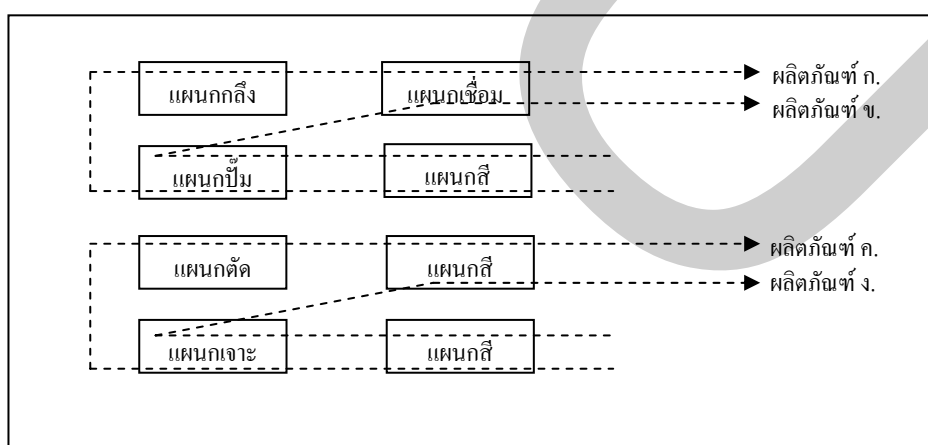 แผนกกลึง แผนกเชื่อม ผลิตภัณฑ์ ก.
ผลิตภัณฑ์ ข.
แผนกปั๊ม แผนกสี
แผนกตัด แผนกสี ผลิตภัณฑ์ ค.
ผลิตภัณฑ์ ง.
แผนกเจาะ แผนกสี